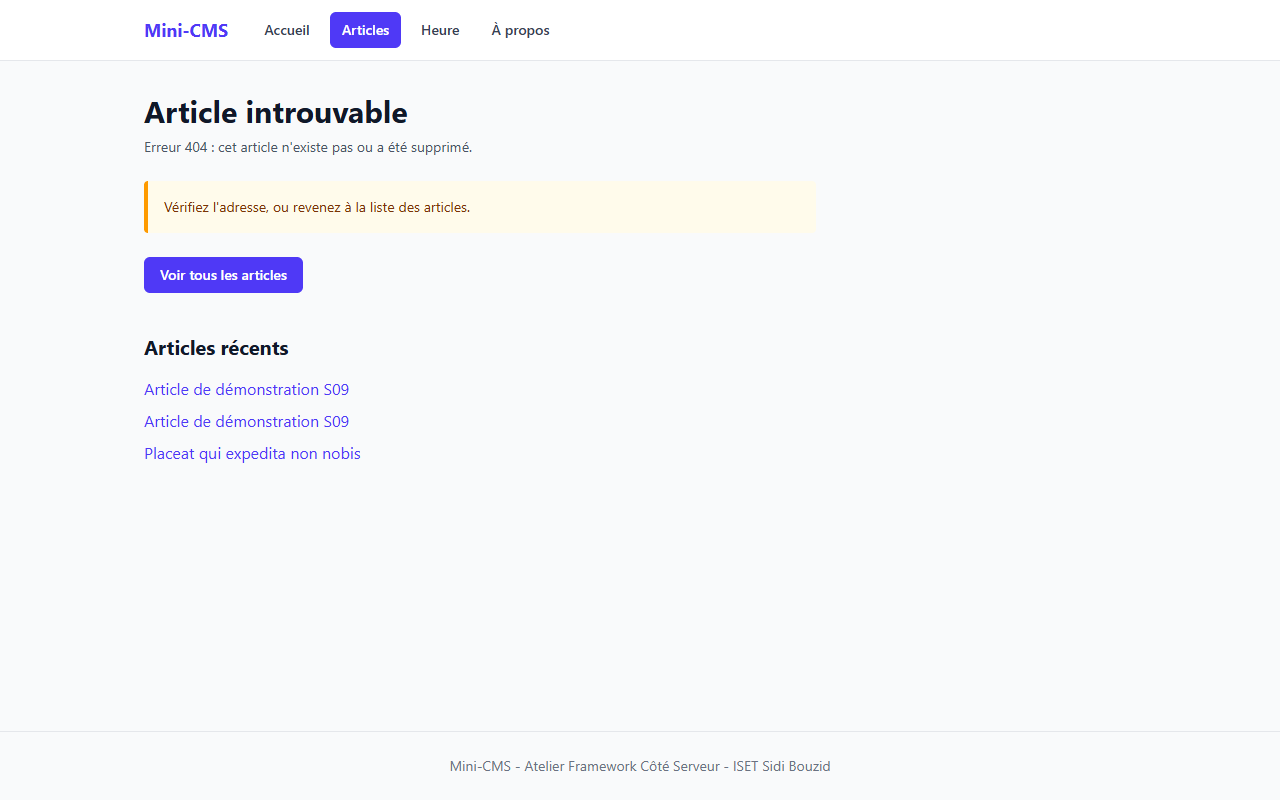 Mini-CMS Accueil Articles Heure À propos
Article introuvable
Erreur 404 : cet article n'existe pas ou a été supprimé.
Vérifiez l'adresse, ou revenez à la liste des articles.
Voir tous les articles
Articles récents
Article de démonstration S09
Article de démonstration S09
Placeat qui expedita non nobis
Mini-CMS - Atelier Framework Côté Serveur - ISET Sidi Bouzid